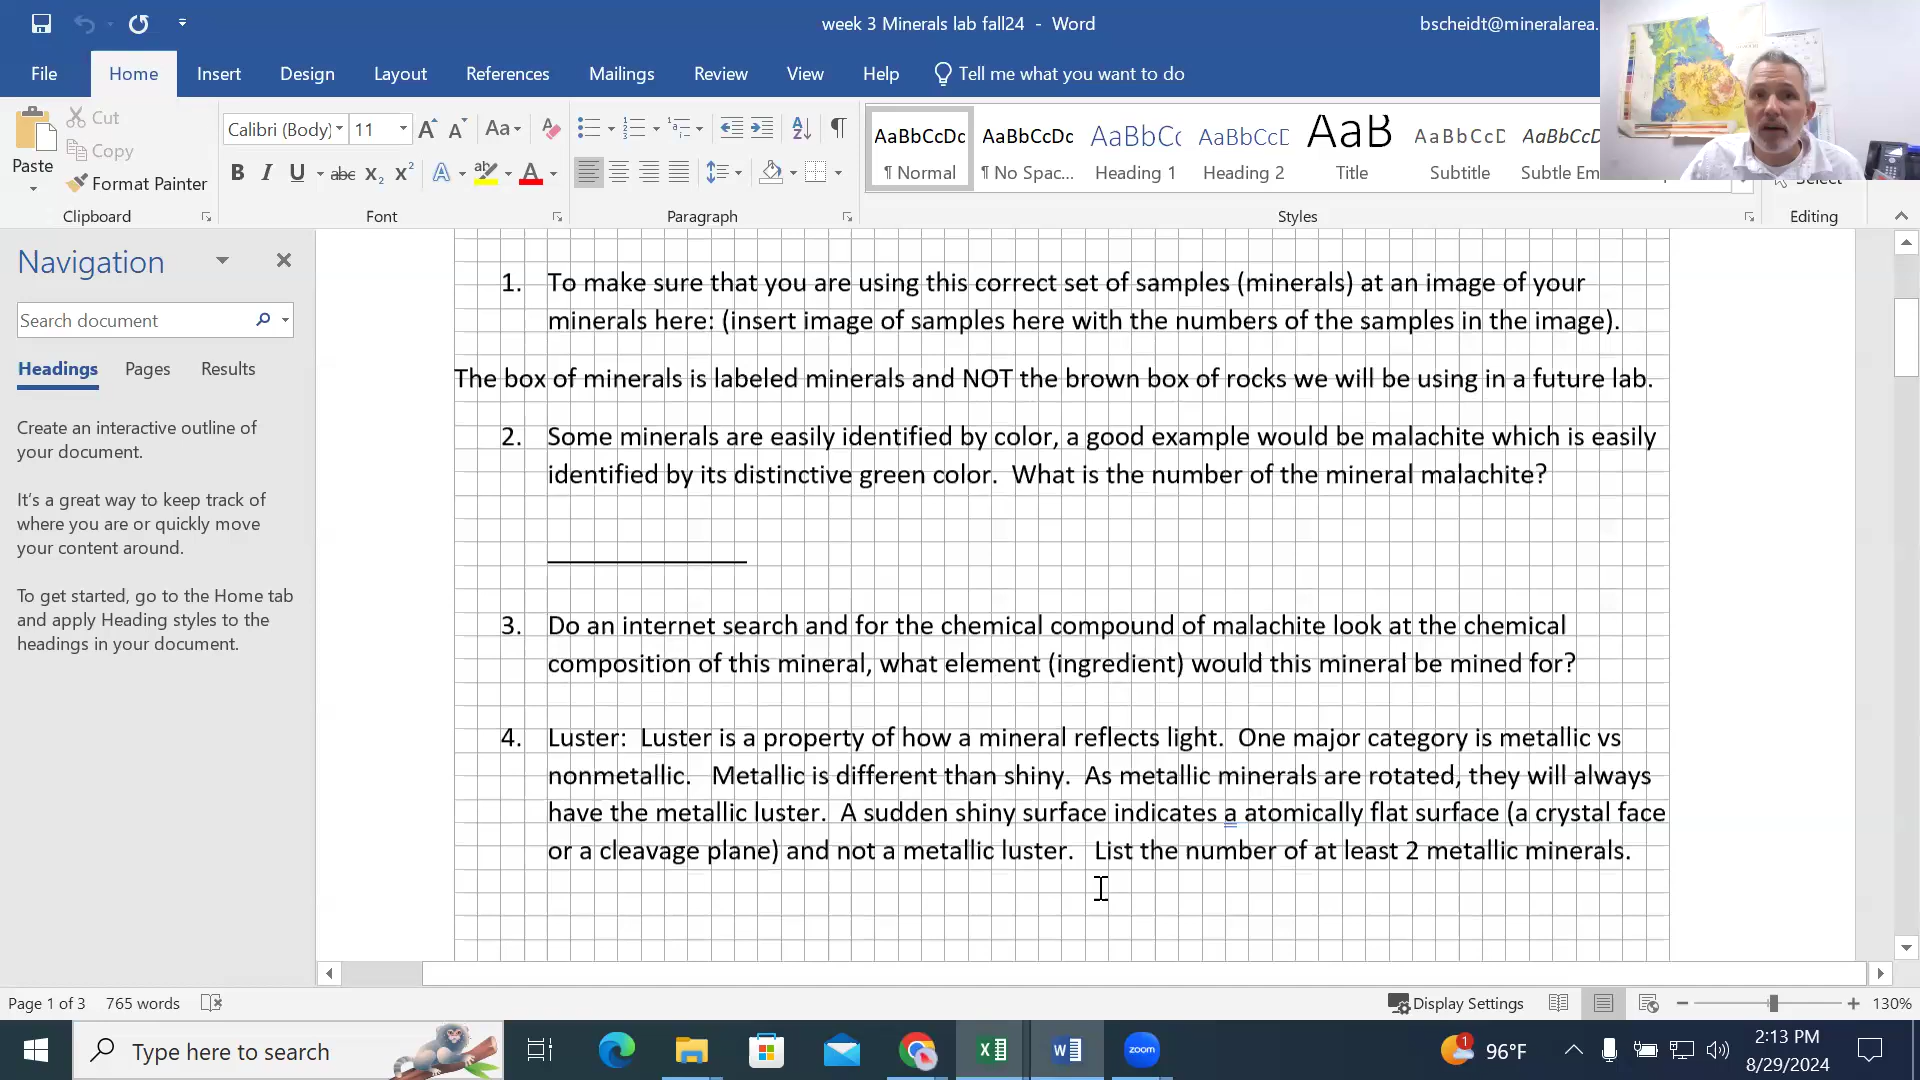 week 3 Minerals lab fall24 - Word
bscheidt@mineralarea.
File Home Insert Design Layout References Mailings Review View Help Tell me what you want to do
Paste
Cut
Copy
Format Painter
Clipboard
Calibri (Body) 11
Font
Paragraph
AaBbCcDc AaBbCcDc AaBbCc AaBbCcD AaB AaBbCcD AaBbCcDc
¶ Normal ¶ No Spac... Heading 1 Heading 2 Title Subtitle Subtle Em
Styles
Select
Editing
Navigation
Search document
Headings Pages Results
Create an interactive outline of
your document.
It's a great way to keep track of
where you are or quickly move
your content around.
To get started, go to the Home tab
and apply Heading styles to the
headings in your document.
1. To make sure that you are using this correct set of samples (minerals) at an image of your
minerals here: (insert image of samples here with the numbers of the samples in the image).
The box of minerals is labeled minerals and NOT the brown box of rocks we will be using in a future lab.
2. Some minerals are easily identified by color, a good example would be malachite which is easily
identified by its distinctive green color. What is the number of the mineral malachite?
3. Do an internet search and for the chemical compound of malachite look at the chemical
composition of this mineral, what element (ingredient) would this mineral be mined for?
4. Luster: Luster is a property of how a mineral reflects light. One major category is metallic vs
nonmetallic. Metallic is different than shiny. As metallic minerals are rotated, they will always
have the metallic luster. A sudden shiny surface indicates a atomically flat surface (a crystal face
or a cleavage plane) and not a metallic luster. List the number of at least 2 metallic minerals.
Page 1 of 3 765 words
Display Settings
130%
Type here to search
zoom
1
96°F
2:13 PM
8/29/2024